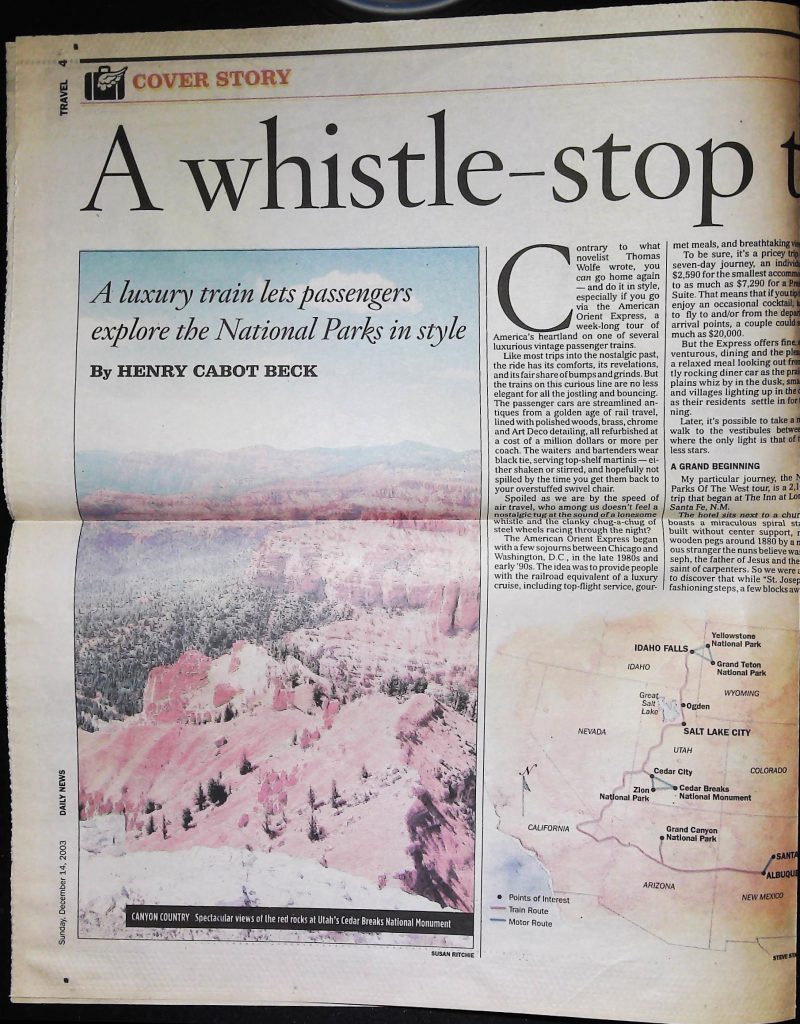 TRAVEL 4
COVER STORY
A whistle-stop t
A luxury train lets passengers
explore the National Parks in style
By HENRY CABOT BECK
Contrary to what
novelist Thomas
Wolfe wrote, you
can go home again
— and do it in style,
especially if you go
via the American
Orient Express, a
week-long tour of
America's heartland on one of several
luxurious vintage passenger trains.
Like most trips into the nostalgic past,
the ride has its comforts, its revelations,
and its fair share of bumps and grinds. But
the trains on this curious line are no less
elegant for all the jostling and bouncing.
The passenger cars are streamlined an-
tiques from a golden age of rail travel,
lined with polished woods, brass, chrome
and Art Deco detailing, all refurbished at
a cost of a million dollars or more per
coach. The waiters and bartenders wear
black tie, serving top-shelf martinis — ei-
ther shaken or stirred, and hopefully not
spilled by the time you get them back to
your overstuffed swivel chair.
Spoiled as we are by the speed of
air travel, who among us doesn't feel a
nostalgic tug at the sound of a lonesome
whistle and the clanky chug-a-chug of
steel wheels racing through the night?
The American Orient Express began
with a few sojourns between Chicago and
Washington, D.C., in the late 1980s and
early '90s. The idea was to provide people
with the railroad equivalent of a luxury
cruise, including top-flight service, gour-
met meals, and breathtaking
To be sure, it's a pricey trip
seven-day journey, an
$2,590 for the smallest
to as much as $7,290 for a
Suite. That means that if you
enjoy an occasional cocktail,
to fly to and/or from the
arrival points, a couple could
much as $20,000.
But the Express offers fine,
venturous, dining and the
a relaxed meal looking out
tly rocking diner car as the
plains whiz by in the dusk,
and villages lighting up in the
as their residents settle in for
ning.
Later, it's possible to take a
walk to the vestibules
where the only light is that of
less stars.
A GRAND BEGINNING
My particular journey, the
Parks Of The West tour, is a 2,1
trip that began at The Inn at
Santa Fe, N.M.
The hotel sits next to a
boasts a miraculous spiral
built without center support,
wooden pegs around 1880 by a
ous stranger the nuns believe
seph, the father of Jesus and the
saint of carpenters. So we were
to discover that while "St.
fashioning steps, a few blocks
Yellowstone
National Park
IDAHO FALLS
IDAHO
Grand Teton
National Park
WYOMING
Great
Salt
Lake
Ogden
SALT LAKE CITY
NEVADA
UTAH
COLORADO
Cedar City
Zion
National Park
Cedar Breaks
National Monument
CALIFORNIA
Grand Canyon
National Park
SANTA
ALBUQUE
ARIZONA
NEW MEXICO
N
Points of Interest
Train Route
Motor Route
CANYON COUNTRY Spectacular views of the red rocks at Utah's Cedar Breaks National Monument
SUSAN RITCHIE
DAILY NEWS
Sunday, December 14, 2003